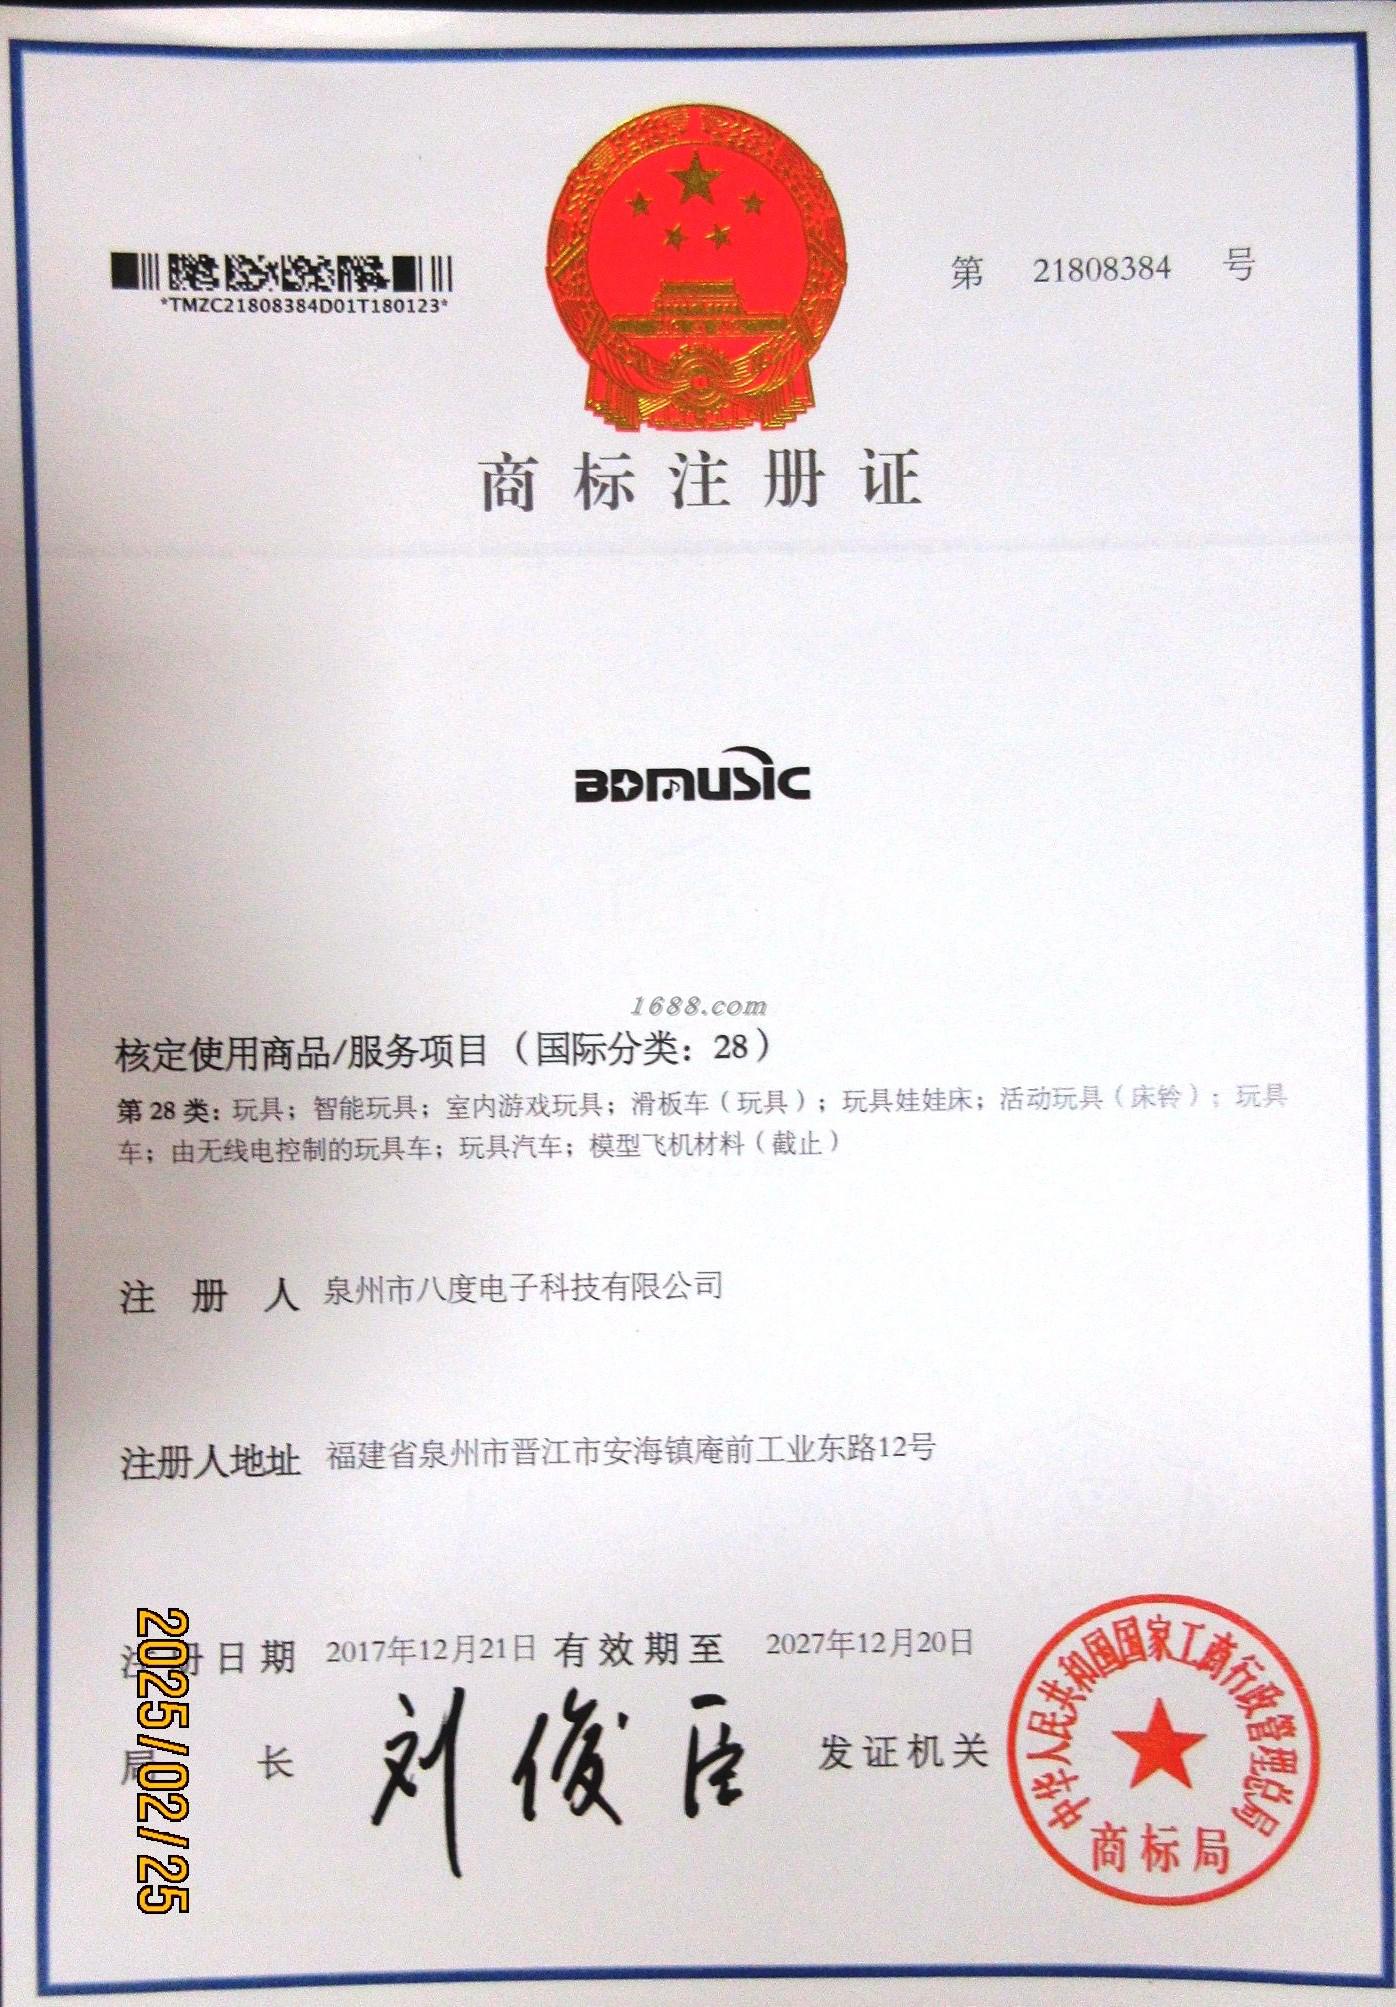 第 21808384 号
*TMZC21808384D01T180123*
商标注册证
BDMUSIC
1688.com
核定使用商品/服务项目（国际分类：28）
第28类：玩具；智能玩具；室内游戏玩具；滑板车（玩具）；玩具娃娃床；活动玩具（床铃）；玩具
车；由无线电控制的玩具车；玩具汽车；模型飞机材料（截止）
注册人 泉州市八度电子科技有限公司
注册人地址 福建省泉州市晋江市安海镇庵前工业东路12号
注册日期 2017年12月21日 有效期至 2027年12月20日
局长 刘俊臣 发证机关
中华人民共和国国家工商行政管理总局
商标局
2025/02/25